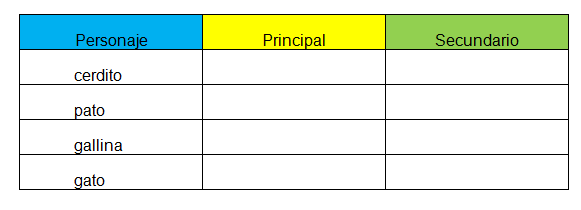 Personaje Principal Secundario
cerdito
pato
gallina
gato